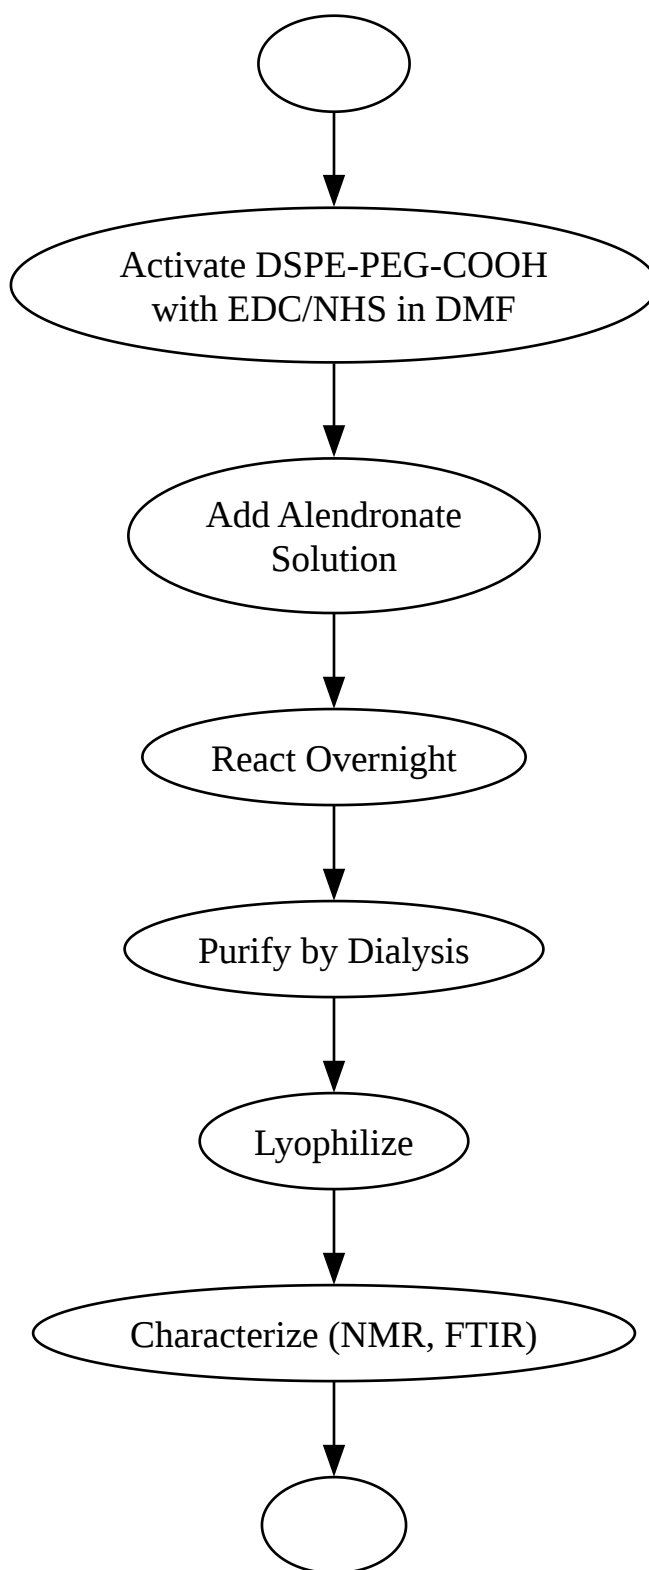 Activate DSPE-PEG-COOH
with EDC/NHS in DMF
Add Alendronate
Solution
React Overnight
Purify by Dialysis
Lyophilize
Characterize (NMR, FTIR)